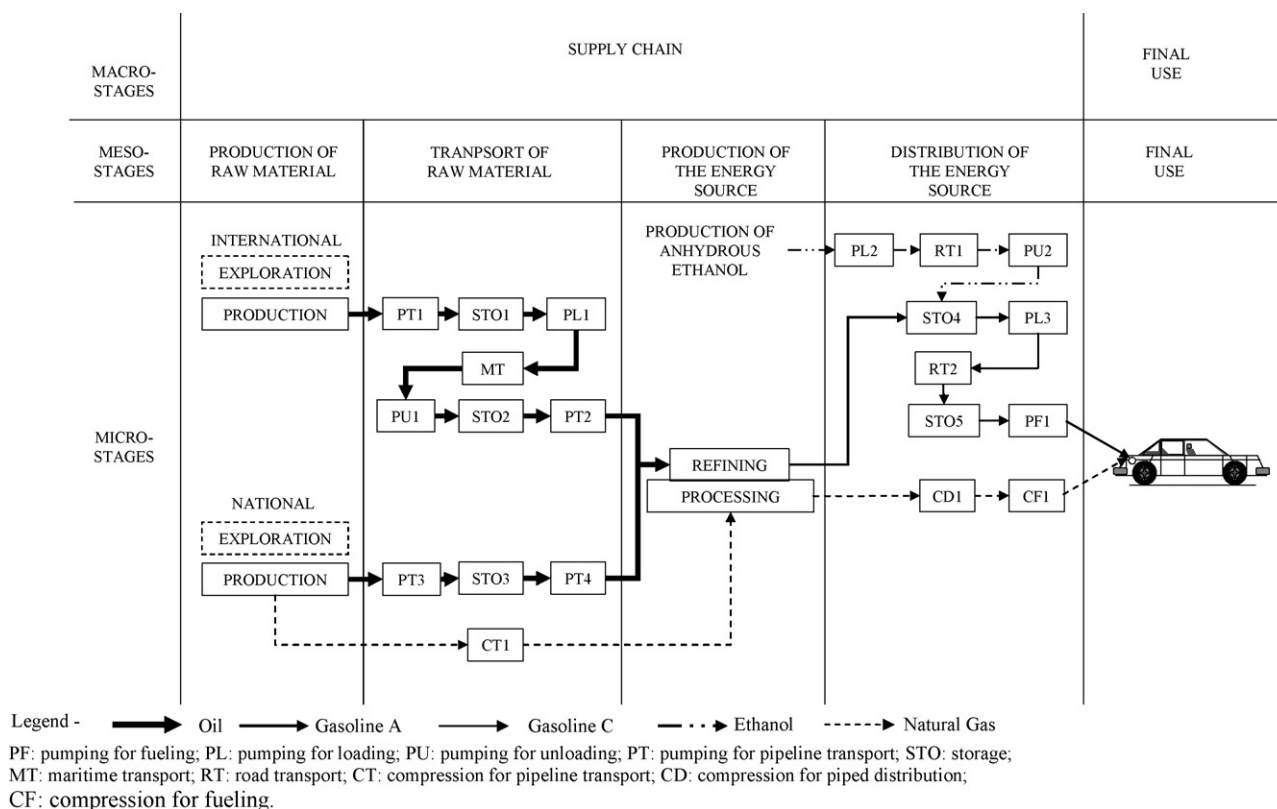 SUPPLY CHAIN
MACRO-
STAGES
FINAL
USE
MESO-
STAGES
PRODUCTION OF
RAW MATERIAL
TRANPSORT OF
RAW MATERIAL
PRODUCTION OF
THE ENERGY
SOURCE
DISTRIBUTION OF
THE ENERGY
SOURCE
FINAL
USE
MICRO-
STAGES
INTERNATIONAL
EXPLORATION
PRODUCTION
PT1
STO1
PL1
MT
PU1
STO2
PT2
NATIONAL
EXPLORATION
PRODUCTION
PT3
STO3
PT4
CT1
PRODUCTION OF
ANHYDROUS
ETHANOL
REFINING
PROCESSING
PL2
RT1
PU2
STO4
PL3
RT2
STO5
PF1
CD1
CF1
Legend - Oil Gasoline A Gasoline C Ethanol Natural Gas
PF: pumping for fueling; PL: pumping for loading; PU: pumping for unloading; PT: pumping for pipeline transport; STO: storage;
MT: maritime transport; RT: road transport; CT: compression for pipeline transport; CD: compression for piped distribution;
CF: compression for fueling.